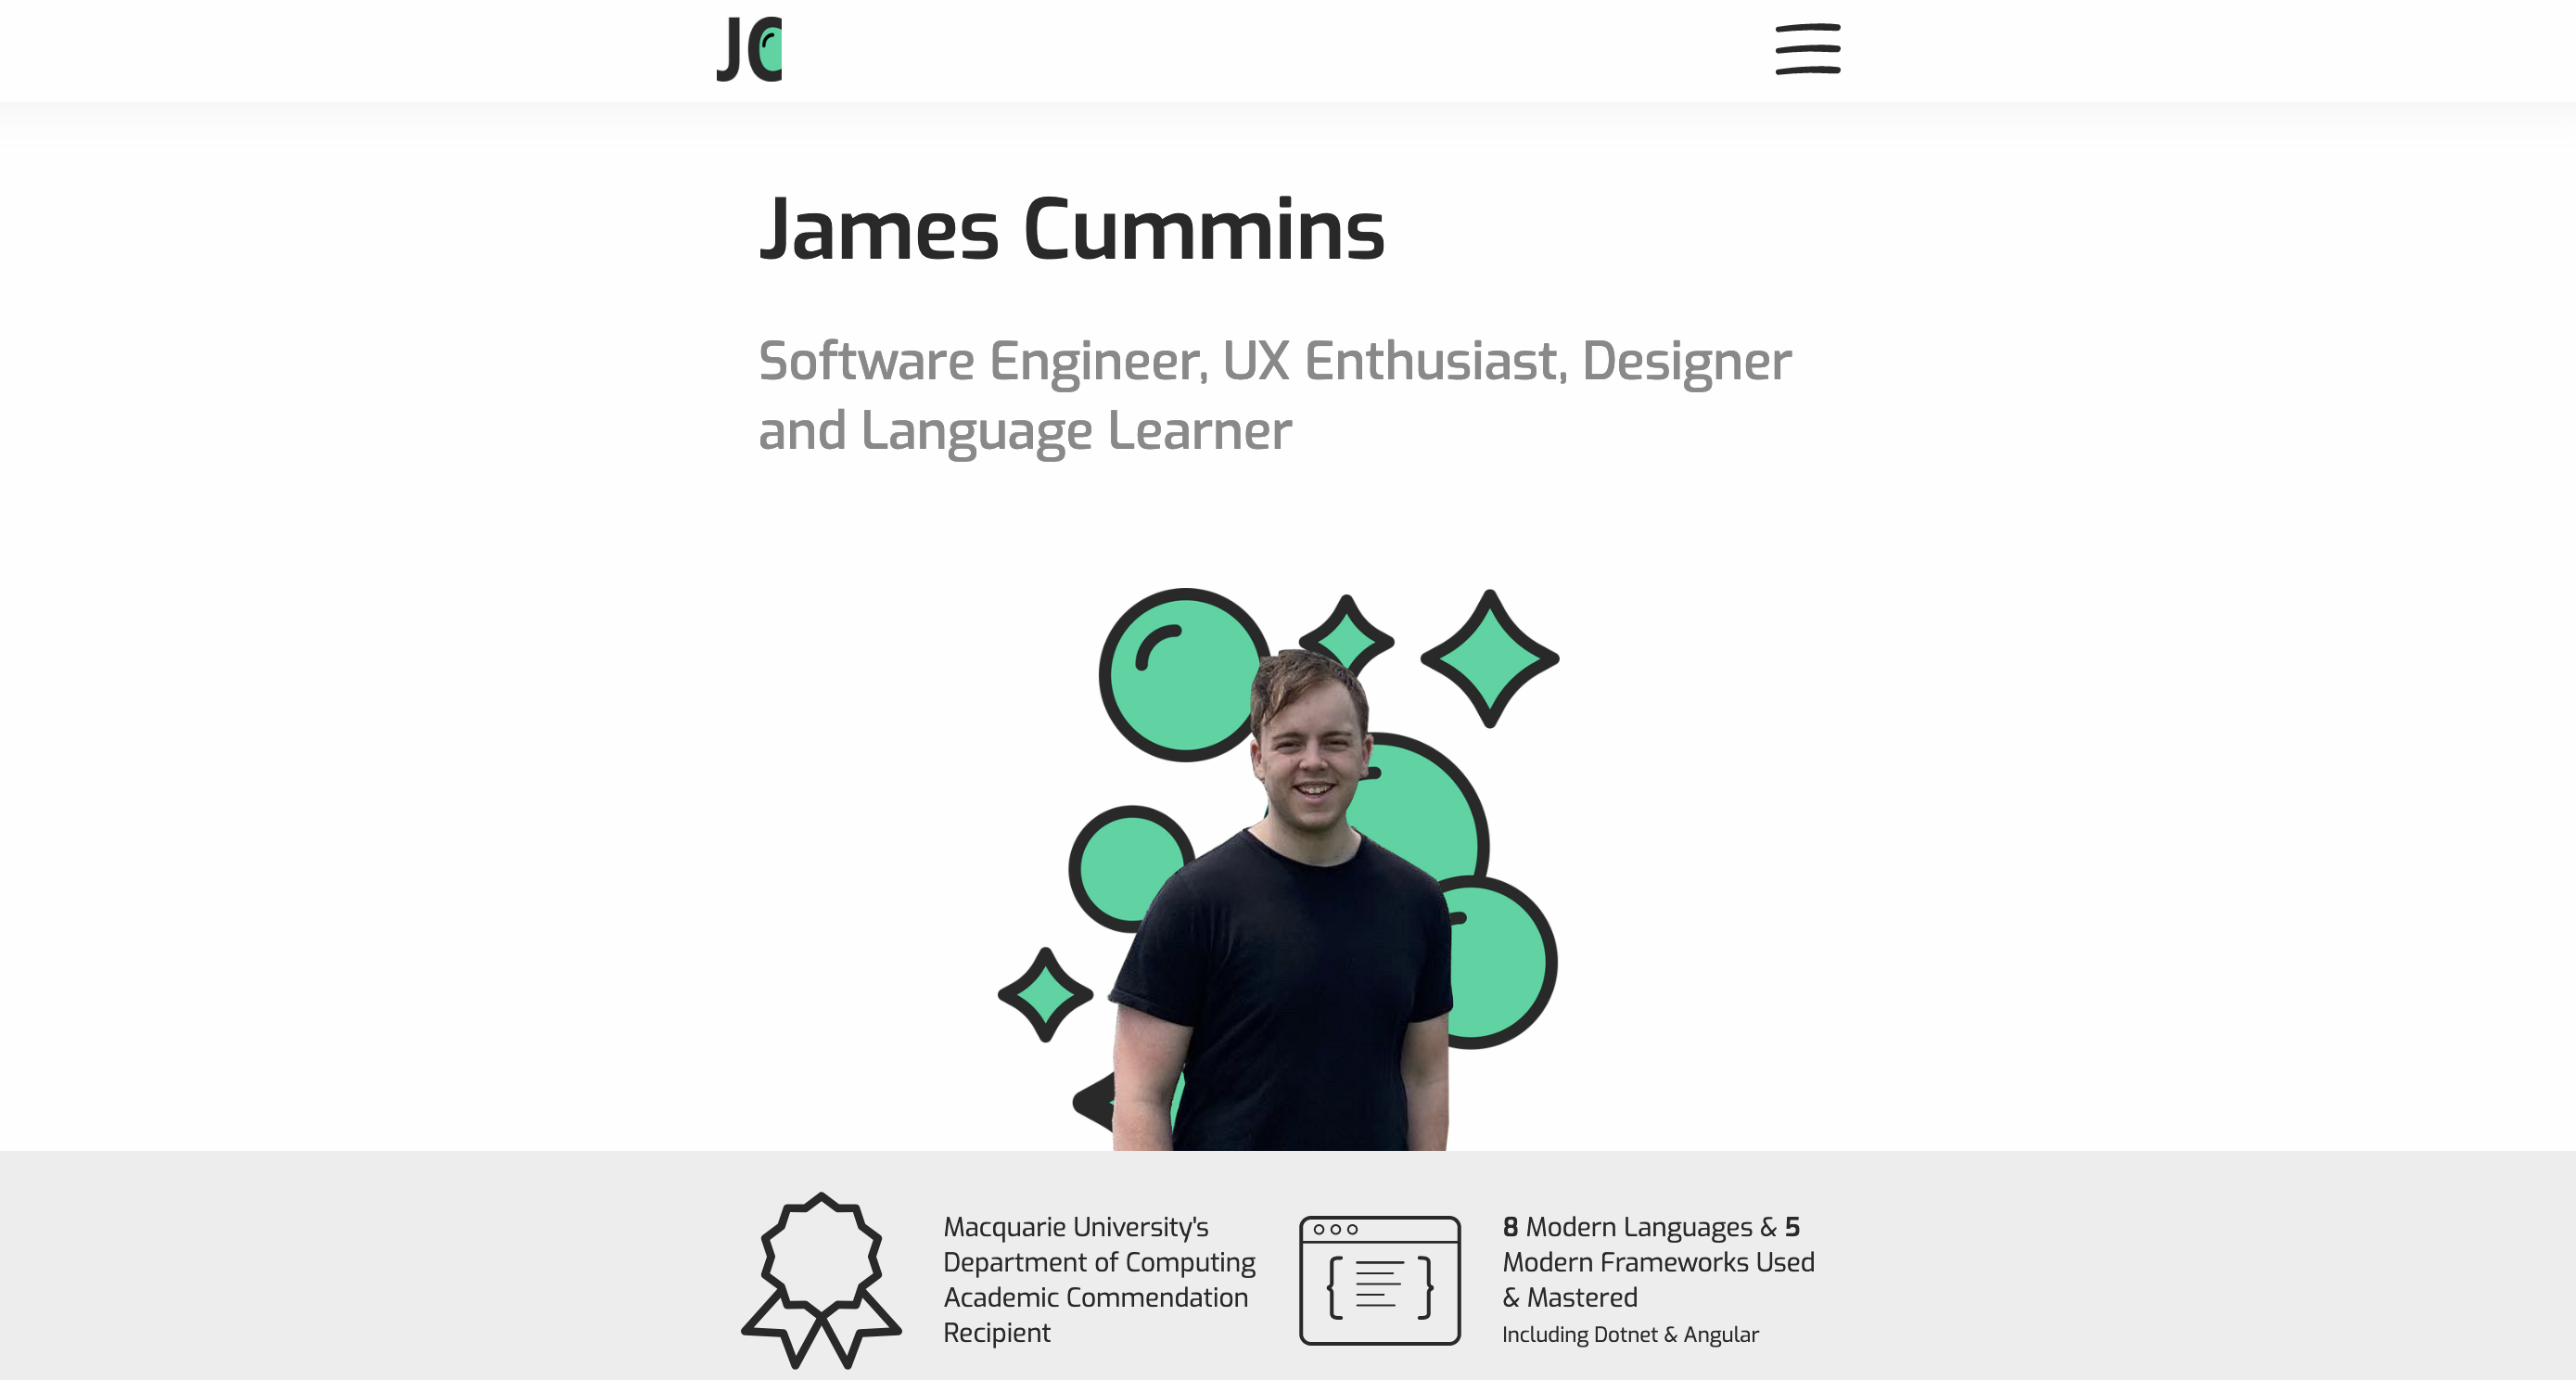 JC
James Cummins
Software Engineer, UX Enthusiast, Designer
and Language Learner
Macquarie University's
Department of Computing
Academic Commendation
Recipient
8 Modern Languages & 5
Modern Frameworks Used
& Mastered
Including Dotnet & Angular